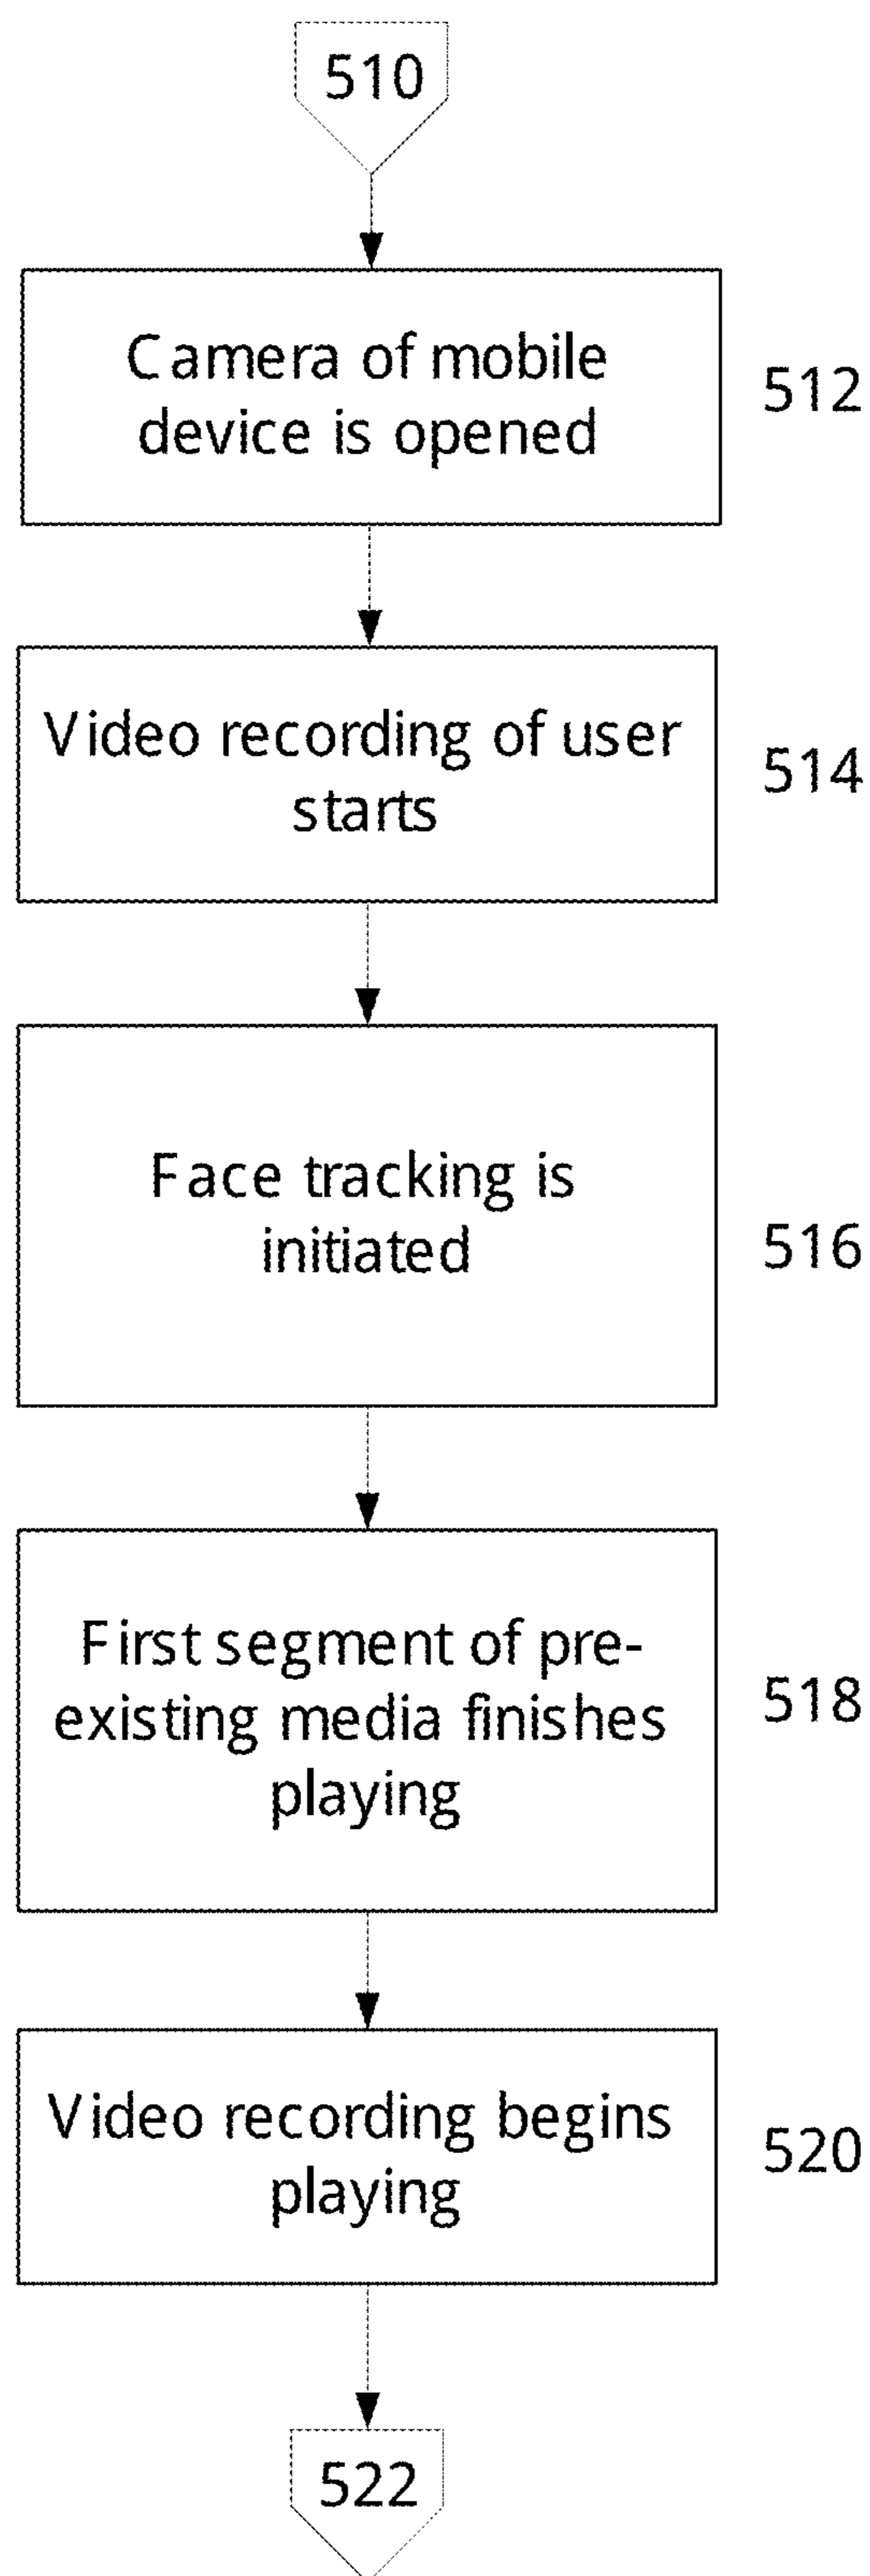 510
Camera of mobile
device is opened
512
Video recording of user
starts
514
Face tracking is
initiated
516
First segment of pre-
existing media finishes
playing
518
Video recording begins
playing
520
522